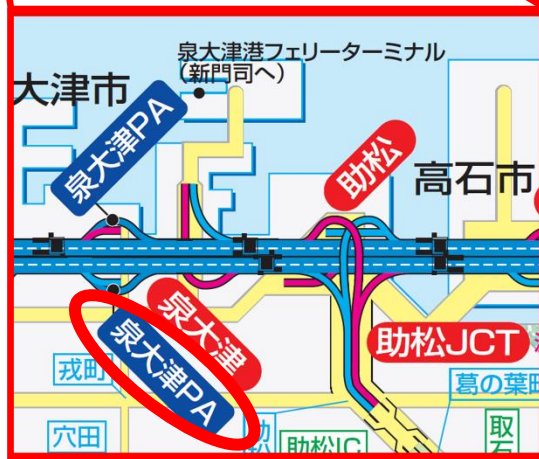 泉大津港フェリーターミナル
(新門司へ)
大津市
泉大津PA
助松
高石市
泉大津
泉大津PA
助松JCT
戎町
葛の葉町
穴田
助松IC
取石